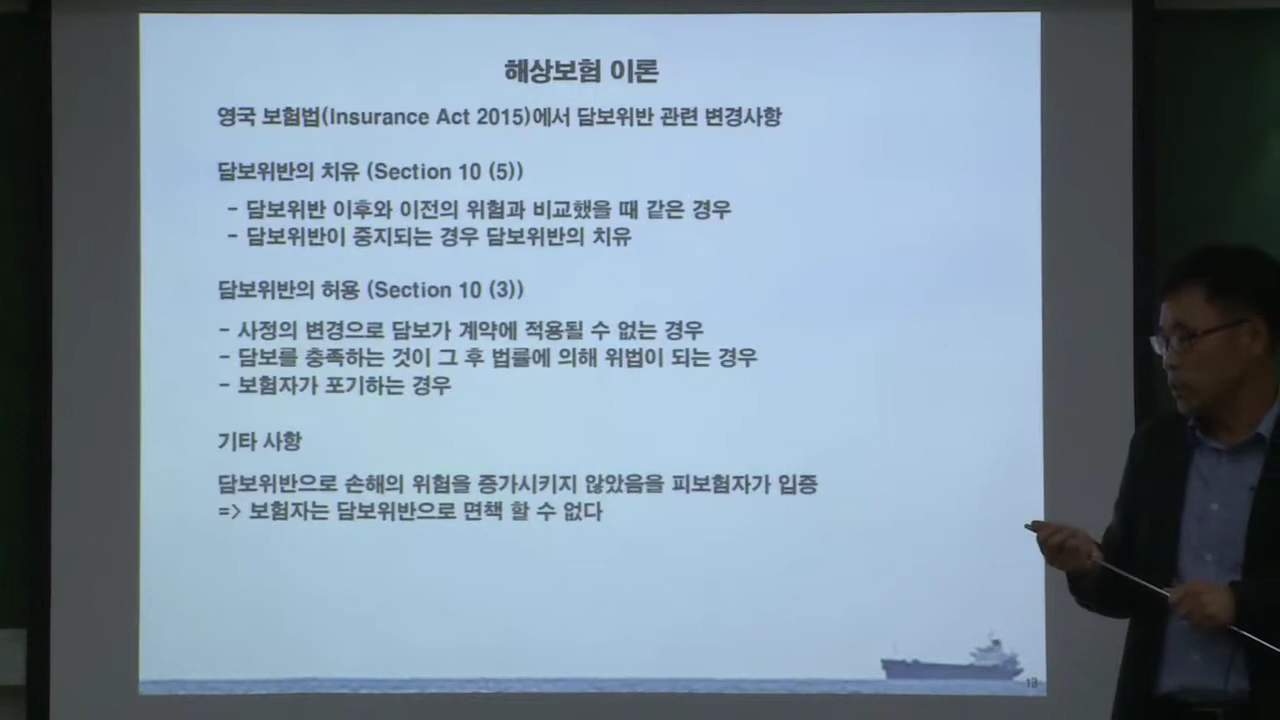 해상보험 이론
영국 보험법(Insurance Act 2015)에서 담보위반 관련 변경사항
담보위반의 치유 (Section 10 (5))
- 담보위반 이후와 이전의 위험과 비교했을 때 같은 경우
- 담보위반이 중지되는 경우 담보위반의 치유
담보위반의 허용 (Section 10 (3))
- 사정의 변경으로 담보가 계약에 적용될 수 없는 경우
- 담보를 충족하는 것이 그 후 법률에 의해 위법이 되는 경우
- 보험자가 포기하는 경우
기타 사항
담보위반으로 손해의 위험을 증가시키지 않았음을 피보험자가 입증
=> 보험자는 담보위반으로 면책 할 수 없다
13